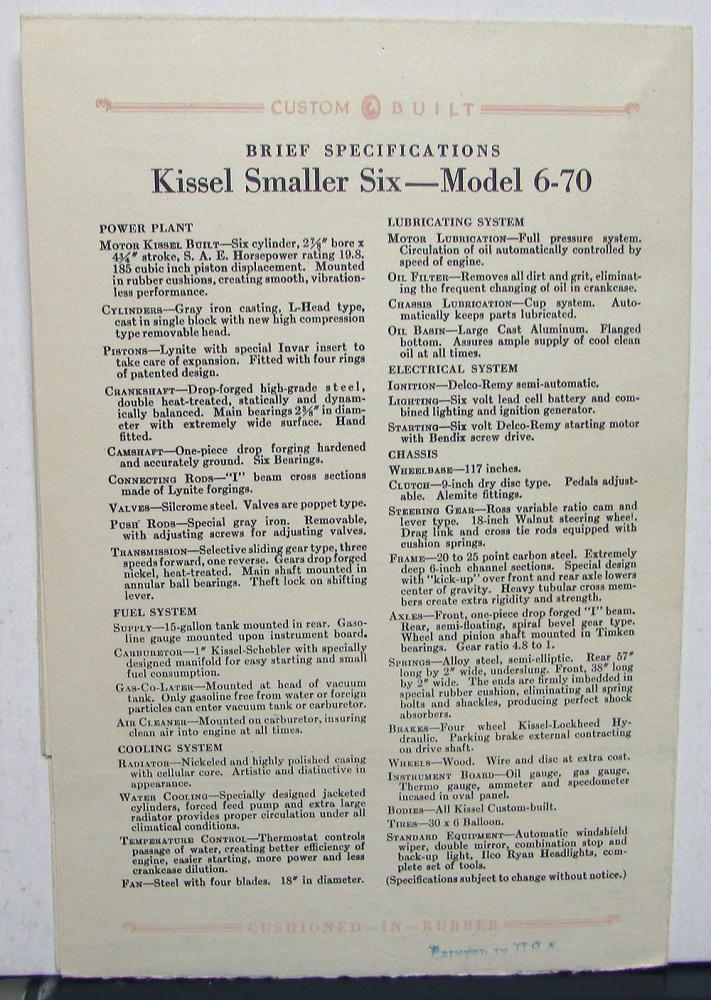 CUSTOM BUILT
BRIEF SPECIFICATIONS
Kissel Smaller Six—Model 6-70
POWER PLANT
MOTOR KISSEL BUILT—Six cylinder, 2⅞" bore x
4¾" stroke, S. A. E. Horsepower rating 19.8.
185 cubic inch piston displacement. Mounted
in rubber cushions, creating smooth, vibration-
less performance.
CYLINDERS—Gray iron casting, L-Head type,
cast in single block with new high compression
type removable head.
PISTONS—Lynite with special Invar insert to
take care of expansion. Fitted with four rings
of patented design.
CRANKSHAFT—Drop-forged high-grade steel,
double heat-treated, statically and dynam-
ically balanced. Main bearings 2⅜" in diam-
eter with extremely wide surface. Hand
fitted.
CAMSHAFT—One-piece drop forging hardened
and accurately ground. Six Bearings.
CONNECTING RODS—"I" beam cross sections
made of Lynite forgings.
VALVES—Silcrome steel. Valves are poppet type.
PUSH RODS—Special gray iron. Removable,
with adjusting screws for adjusting valves.
TRANSMISSION—Selective sliding gear type, three
speeds forward, one reverse. Gears drop forged
nickel, heat-treated. Main shaft mounted in
annular ball bearings. Theft lock on shifting
lever.
FUEL SYSTEM
SUPPLY—15-gallon tank mounted in rear. Gaso-
line gauge mounted upon instrument board.
CARBURETOR—1" Kissel-Schebler with specially
designed manifold for easy starting and small
fuel consumption.
GAS-CO-LATER—Mounted at head of vacuum
tank. Only gasoline free from water or foreign
particles can enter vacuum tank or carburetor.
AIR CLEANER—Mounted on carburetor, insuring
clean air into engine at all times.
COOLING SYSTEM
RADIATOR—Nickeled and highly polished casing
with cellular core. Artistic and distinctive in
appearance.
WATER COOLING—Specially designed jacketed
cylinders, forced feed pump and extra large
radiator provides proper circulation under all
climatical conditions.
TEMPERATURE CONTROL—Thermostat controls
passage of water, creating better efficiency of
engine, easier starting, more power and less
crankcase dilution.
FAN—Steel with four blades. 18" in diameter.
LUBRICATING SYSTEM
MOTOR LUBRICATION—Full pressure system.
Circulation of oil automatically controlled by
speed of engine.
OIL FILTER—Removes all dirt and grit, eliminat-
ing the frequent changing of oil in crankcase.
CHASSIS LUBRICATION—Cup system. Auto-
matically keeps parts lubricated.
OIL BASIN—Large Cast Aluminum. Flanged
bottom. Assures ample supply of cool clean
oil at all times.
ELECTRICAL SYSTEM
IGNITION—Delco-Remy semi-automatic.
LIGHTING—Six volt lead cell battery and com-
bined lighting and ignition generator.
STARTING—Six volt Delco-Remy starting motor
with Bendix screw drive.
CHASSIS
WHEELBASE—117 inches.
CLUTCH—9-inch dry disc type. Pedals adjust-
able. Alemite fittings.
STEERING GEAR—Ross variable ratio cam and
lever type. 18-inch Walnut steering wheel.
Drag link and cross tie rods equipped with
cushion springs.
FRAME—20 to 25 point carbon steel. Extremely
deep 6-inch channel sections. Special design
with "kick-up" over front and rear axle lowers
center of gravity. Heavy tubular cross mem-
bers create extra rigidity and strength.
AXLES—Front, one-piece drop forged "I" beam.
Rear, semi-floating, spiral bevel gear type.
Wheel and pinion shaft mounted in Timken
bearings. Gear ratio 4.8 to 1.
SPRINGS—Alloy steel, semi-elliptic. Rear 57"
long by 2" wide, underslung. Front, 38" long
by 2" wide. The ends are firmly imbedded in
special rubber cushion, eliminating all spring
bolts and shackles, producing perfect shock
absorbers.
BRAKES—Four wheel Kissel-Lockheed Hy-
draulic. Parking brake external contracting
on drive shaft.
WHEELS—Wood. Wire and disc at extra cost.
INSTRUMENT BOARD—Oil gauge, gas gauge,
Thermo gauge, ammeter and speedometer
incased in oval panel.
BODIES—All Kissel Custom-built.
TIRES—30 x 6 Balloon.
STANDARD EQUIPMENT—Automatic windshield
wiper, double mirror, combination stop and
back-up light, Ilco Ryan Headlights, com-
plete set of tools.
(Specifications subject to change without notice.)
CUSHIONED—IN—RUBBER
PRINTED IN U.S.A.